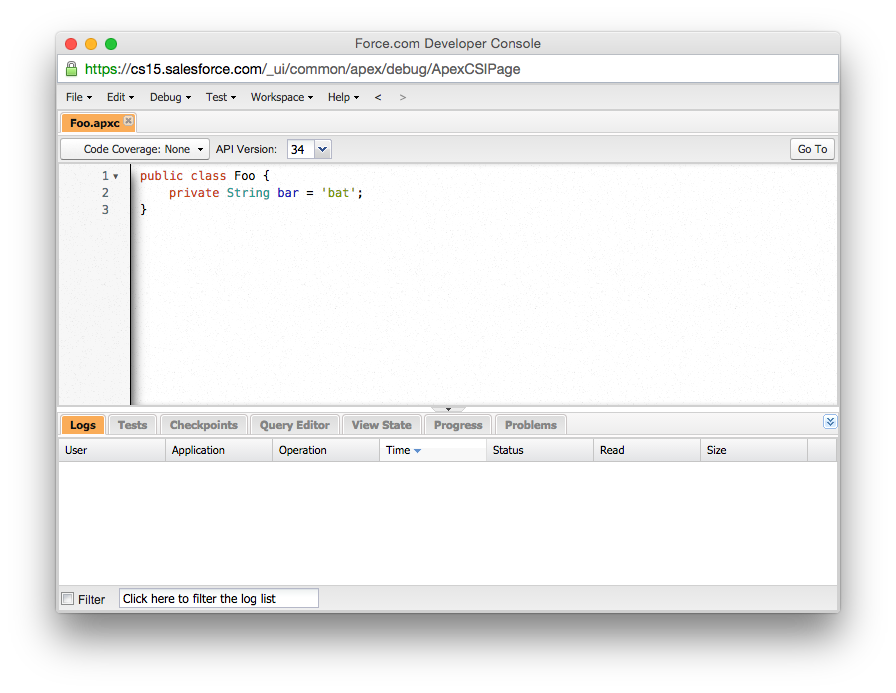 Force.com Developer Console
https://cs15.salesforce.com/_ui/common/apex/debug/ApexCSIPage
File Edit Debug Test Workspace Help < >
Foo.apxc
Code Coverage: None API Version: 34 Go To
1 public class Foo {
2 private String bar = 'bat';
3 }
Logs Tests Checkpoints Query Editor View State Progress Problems
User Application Operation Time Status Read Size
Filter Click here to filter the log list